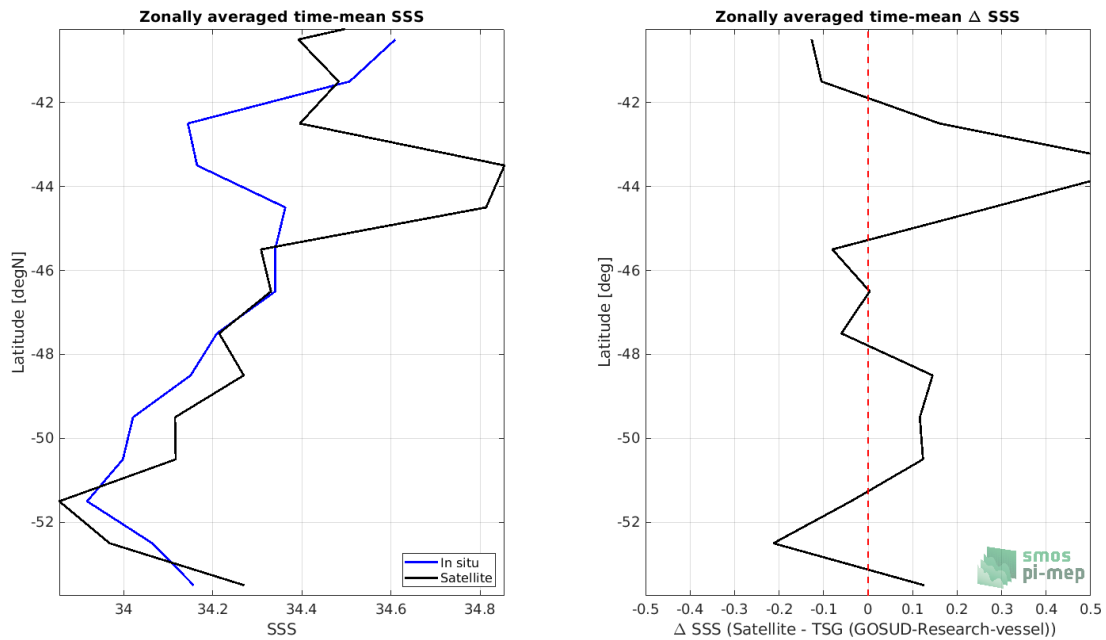 Zonally averaged time-mean SSS
Latitude [degN]
-42
-44
-46
-48
-50
-52
34
34.2
34.4
34.6
34.8
SSS
In situ
Satellite
Zonally averaged time-mean Δ SSS
Latitude [deg]
-42
-44
-46
-48
-50
-52
-0.5
-0.4
-0.3
-0.2
-0.1
0
0.1
0.2
0.3
0.4
0.5
Δ SSS (Satellite - TSG (GOSUD-Research-vessel))
smos
pi-mep